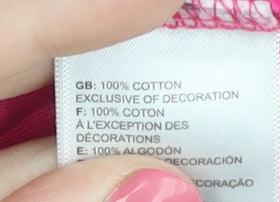 GB: 100% COTTON
EXCLUSIVE OF DECORATION
F: 100% COTON
À L'EXCEPTION DES
DÉCORATIONS
E: 100% ALGODÓN
DECORACIÓN